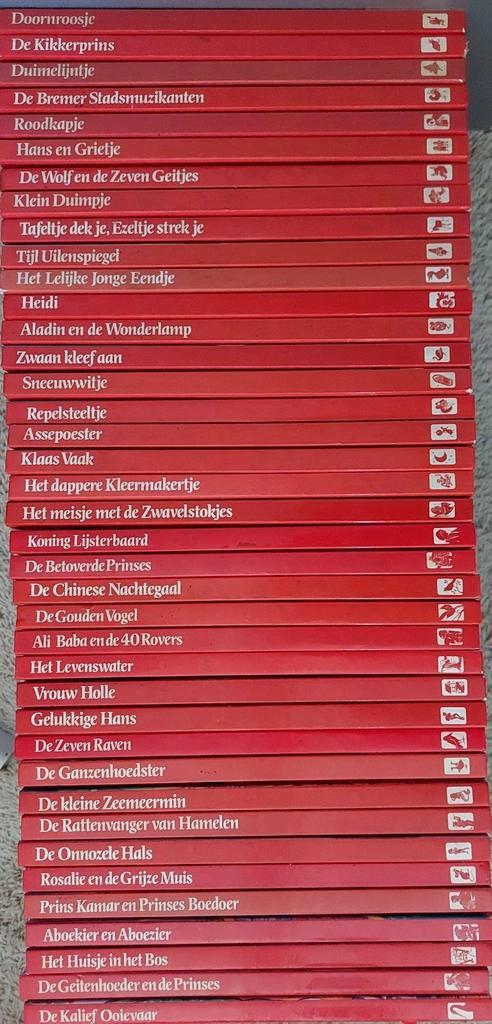 Doornroosje
De Kikkerprins
Duimelijntje
De Bremer Stadsmuzikanten
Roodkapje
Hans en Grietje
De Wolf en de Zeven Geitjes
Klein Duimpje
Tafeltje dek je, Ezeltje strek je
Tijl Uilenspiegel
Het Lelijke Jonge Eendje
Heidi
Aladin en de Wonderlamp
Zwaan kleef aan
Sneeuwwitje
Repelsteeltje
Assepoester
Klaas Vaak
Het dappere Kleermakertje
Het meisje met de Zwavelstokjes
Koning Lijsterbaard
De Betoverde Prinses
De Chinese Nachtegaal
De Gouden Vogel
Ali Baba en de 40 Rovers
Het Levenswater
Vrouw Holle
Gelukkige Hans
De Zeven Raven
De Ganzenhoedster
De kleine Zeemeermin
De Rattenvanger van Hamelen
De Onnozele Hals
Rosalie en de Grijze Muis
Prins Kamar en Prinses Boedoer
Aboekier en Aboezier
Het Huisje in het Bos
De Geitenhoeder en de Prinses
De Kalief Ooievaar